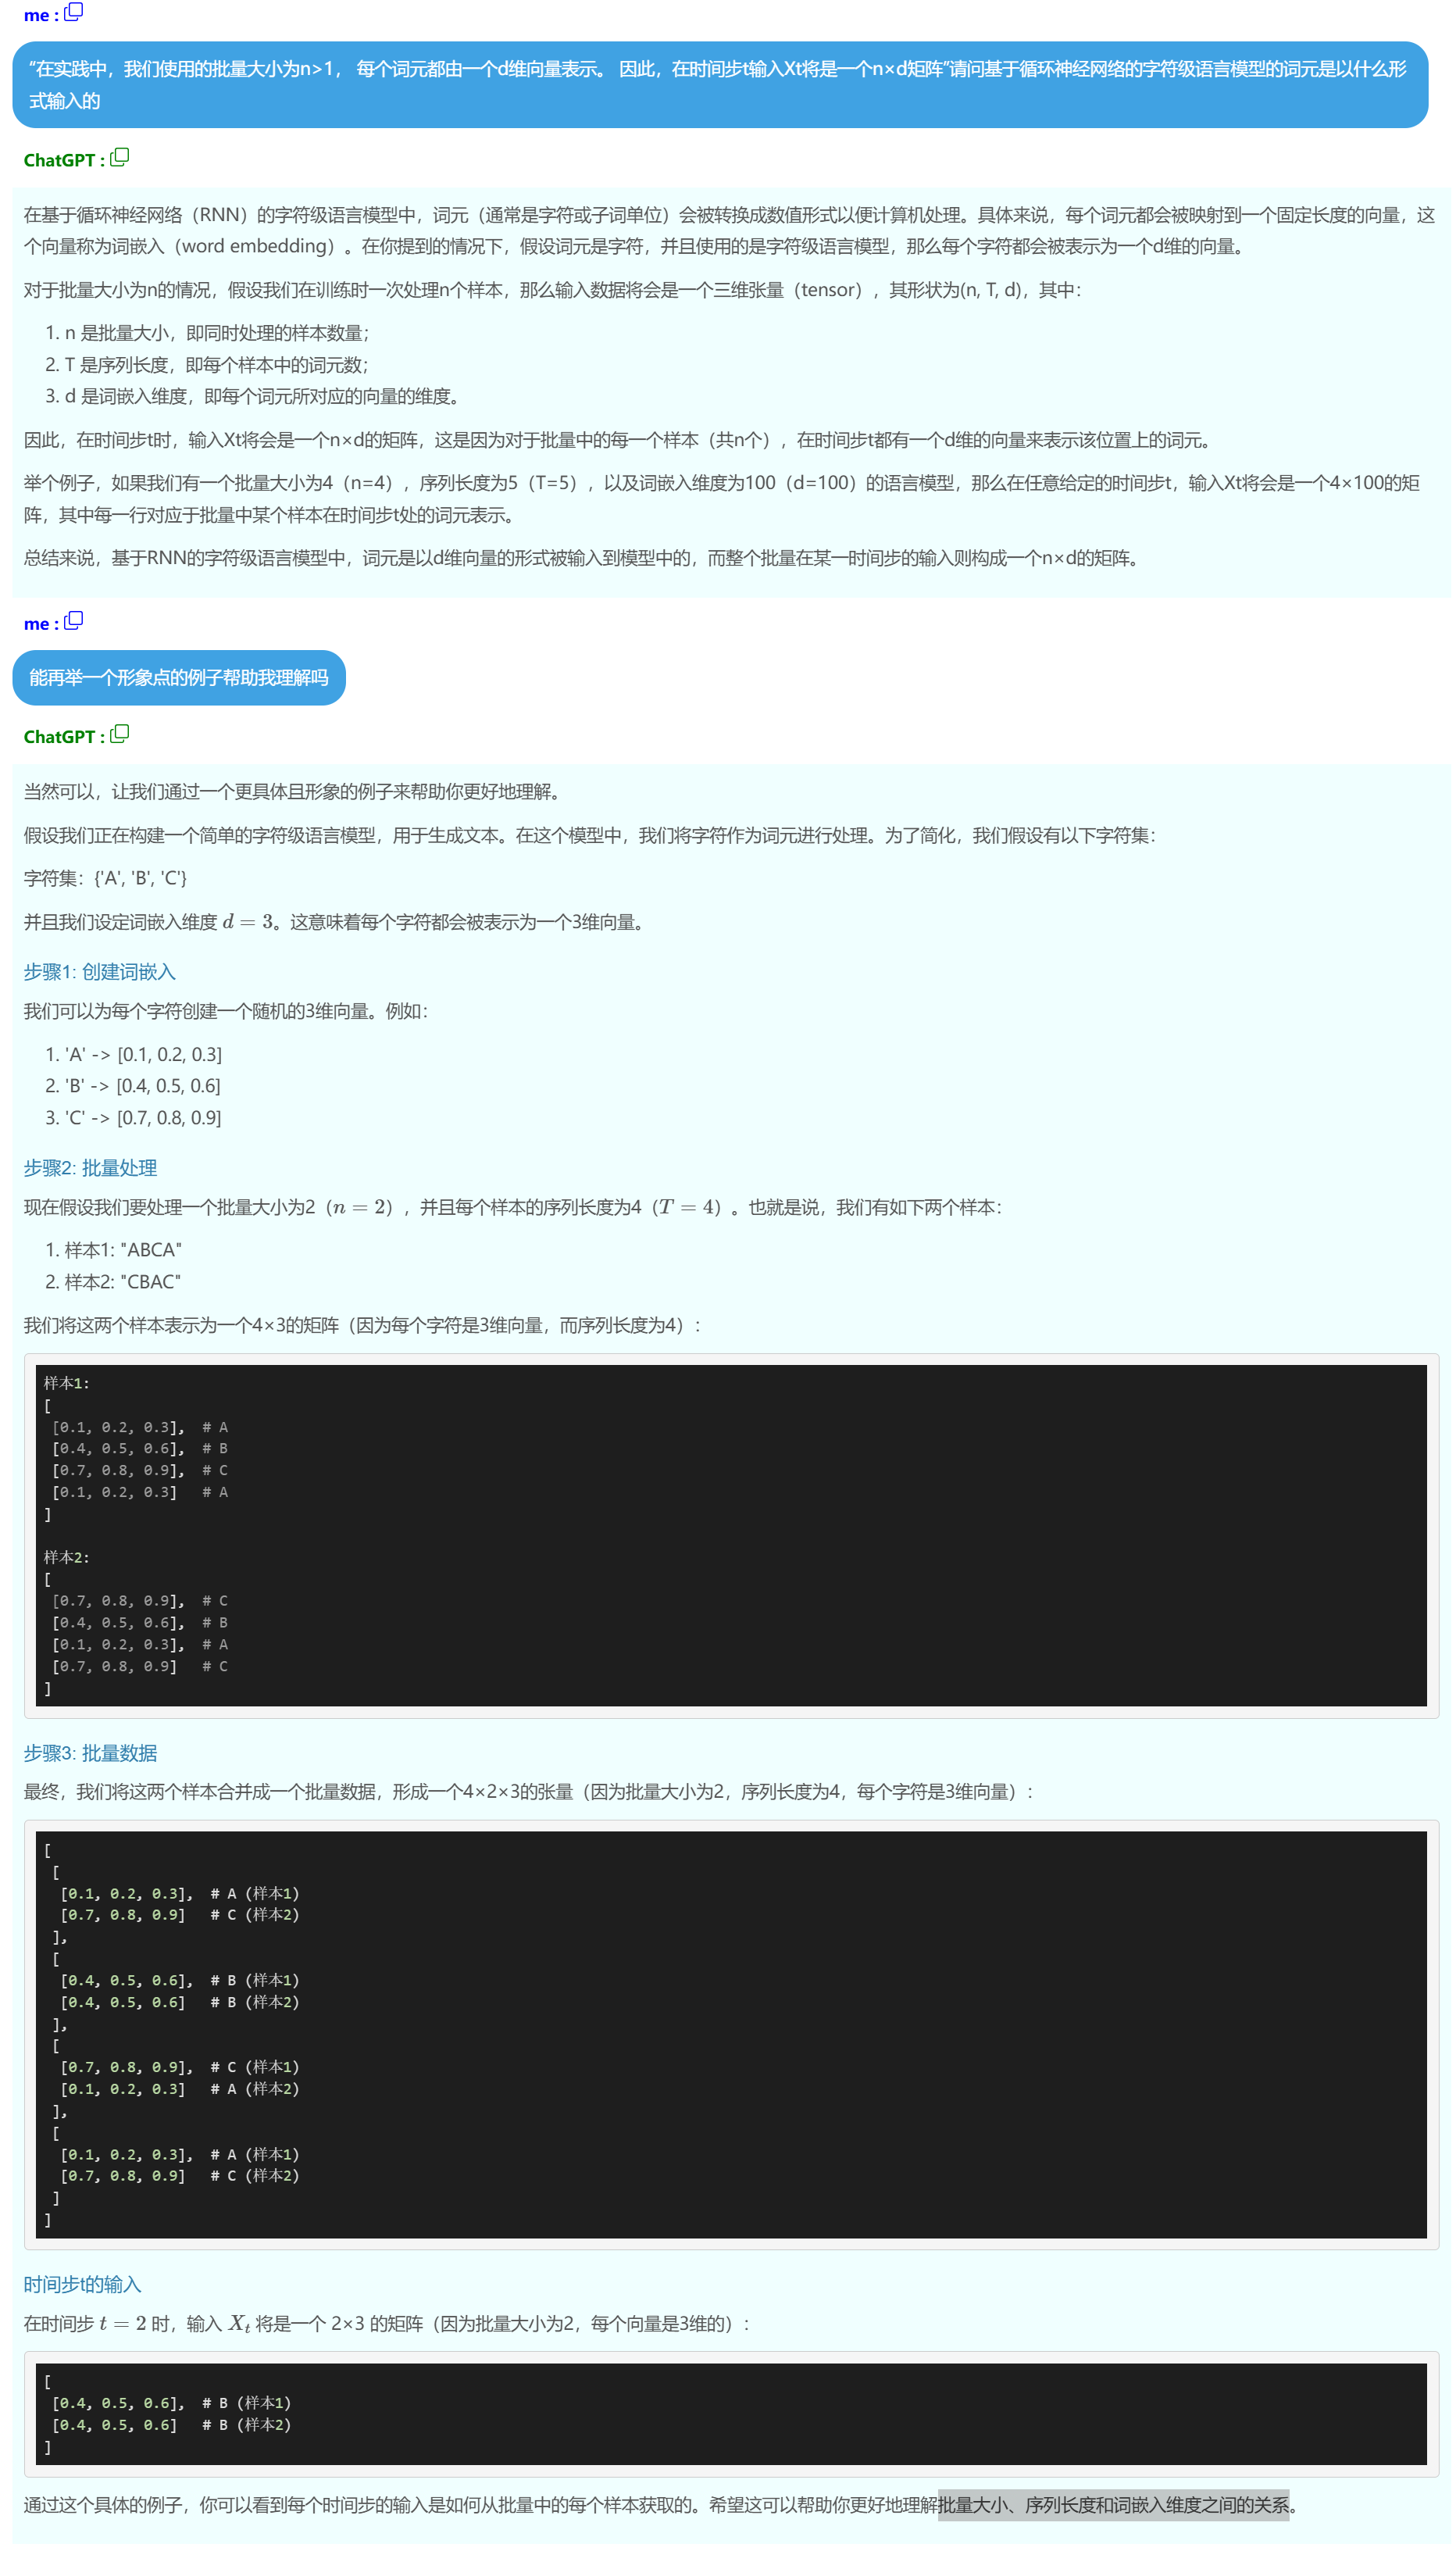 me :
“在实践中，我们使用的批量大小为n>1， 每个词元都由一个d维向量表示。 因此，在时间步t输入Xt将是一个n×d矩阵”请问基于循环神经网络的字符级语言模型的词元是以什么形
式输入的
ChatGPT :
在基于循环神经网络（RNN）的字符级语言模型中，词元（通常是字符或子词单位）会被转换成数值形式以便计算机处理。具体来说，每个词元都会被映射到一个固定长度的向量，这
个向量称为词嵌入（word embedding）。在你提到的情况下，假设词元是字符，并且使用的是字符级语言模型，那么每个字符都会被表示为一个d维的向量。
对于批量大小为n的情况，假设我们在训练时一次处理n个样本，那么输入数据将会是一个三维张量（tensor），其形状为(n, T, d)，其中：
1. n 是批量大小，即同时处理的样本数量；
2. T 是序列长度，即每个样本中的词元数；
3. d 是词嵌入维度，即每个词元所对应的向量的维度。
因此，在时间步t时，输入Xt将会是一个n×d的矩阵，这是因为对于批量中的每一个样本（共n个），在时间步t都有一个d维的向量来表示该位置上的词元。
举个例子，如果我们有一个批量大小为4（n=4），序列长度为5（T=5），以及词嵌入维度为100（d=100）的语言模型，那么在任意给定的时间步t，输入Xt将会是一个4×100的矩
阵，其中每一行对应于批量中某个样本在时间步t处的词元表示。
总结来说，基于RNN的字符级语言模型中，词元是以d维向量的形式被输入到模型中的，而整个批量在某一时间步的输入则构成一个n×d的矩阵。
me :
能再举一个形象点的例子帮助我理解吗
ChatGPT :
当然可以，让我们通过一个更具体且形象的例子来帮助你更好地理解。
假设我们正在构建一个简单的字符级语言模型，用于生成文本。在这个模型中，我们将字符作为词元进行处理。为了简化，我们假设有以下字符集：
字符集：{'A', 'B', 'C'}
并且我们设定词嵌入维度 d = 3。这意味着每个字符都会被表示为一个3维向量。
步骤1: 创建词嵌入
我们可以为每个字符创建一个随机的3维向量。例如：
1. 'A' -> [0.1, 0.2, 0.3]
2. 'B' -> [0.4, 0.5, 0.6]
3. 'C' -> [0.7, 0.8, 0.9]
步骤2: 批量处理
现在假设我们要处理一个批量大小为2（n = 2），并且每个样本的序列长度为4（T = 4）。也就是说，我们有如下两个样本：
1. 样本1: "ABCA"
2. 样本2: "CBAC"
我们将这两个样本表示为一个4×3的矩阵（因为每个字符是3维向量，而序列长度为4）：
样本1:
[
[0.1, 0.2, 0.3], # A
[0.4, 0.5, 0.6], # B
[0.7, 0.8, 0.9], # C
[0.1, 0.2, 0.3] # A
]
样本2:
[
[0.7, 0.8, 0.9], # C
[0.4, 0.5, 0.6], # B
[0.1, 0.2, 0.3], # A
[0.7, 0.8, 0.9] # C
]
步骤3: 批量数据
最终，我们将这两个样本合并成一个批量数据，形成一个4×2×3的张量（因为批量大小为2，序列长度为4，每个字符是3维向量）：
[
[
[0.1, 0.2, 0.3], # A (样本1)
[0.7, 0.8, 0.9] # C (样本2)
],
[
[0.4, 0.5, 0.6], # B (样本1)
[0.4, 0.5, 0.6] # B (样本2)
],
[
[0.7, 0.8, 0.9], # C (样本1)
[0.1, 0.2, 0.3] # A (样本2)
],
[
[0.1, 0.2, 0.3], # A (样本1)
[0.7, 0.8, 0.9] # C (样本2)
]
]
时间步t的输入
在时间步 t = 2 时，输入 Xt 将是一个 2×3 的矩阵（因为批量大小为2，每个向量是3维的）：
[
[0.4, 0.5, 0.6], # B (样本1)
[0.4, 0.5, 0.6] # B (样本2)
]
通过这个具体的例子，你可以看到每个时间步的输入是如何从批量中的每个样本获取的。希望这可以帮助你更好地理解批量大小、序列长度和词嵌入维度之间的关系。